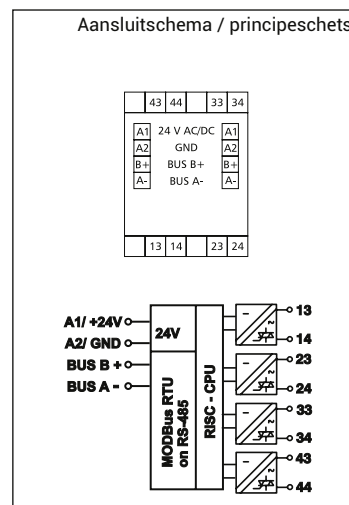 Aansluitschema / principeschets
43 44 33 34
A1 24 V AC/DC A1
A2 GND A2
B+ BUS B+ B+
A- BUS A- A-
13 14 23 24
A1/ +24V
A2/ GND
BUS B +
BUS A -
24V
MODBus RTU
on RS-485
RISC - CPU
13
14
23
24
33
34
43
44